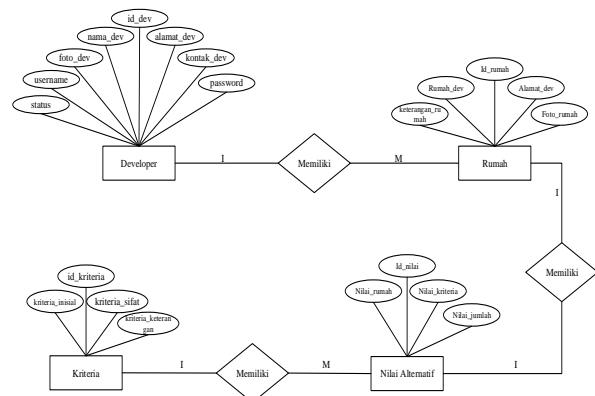 id_dev
nama_dev
alamat_dev
foto_dev
kontak_dev
username
password
status
Developer
I
Memiliki
M
Id_rumah
Rumah_dev
Alamat_dev
keterangan_ru
mah
Foto_rumah
Rumah
I
Memiliki
I
id_kriteria
kriteria_inisial
kriteria_sifat
kriteria_keteran
gan
Kriteria
I
Memiliki
M
Id_nilai
Nilai_rumah
Nilai_kriteria
Nilai_jumlah
Nilai Alternatif